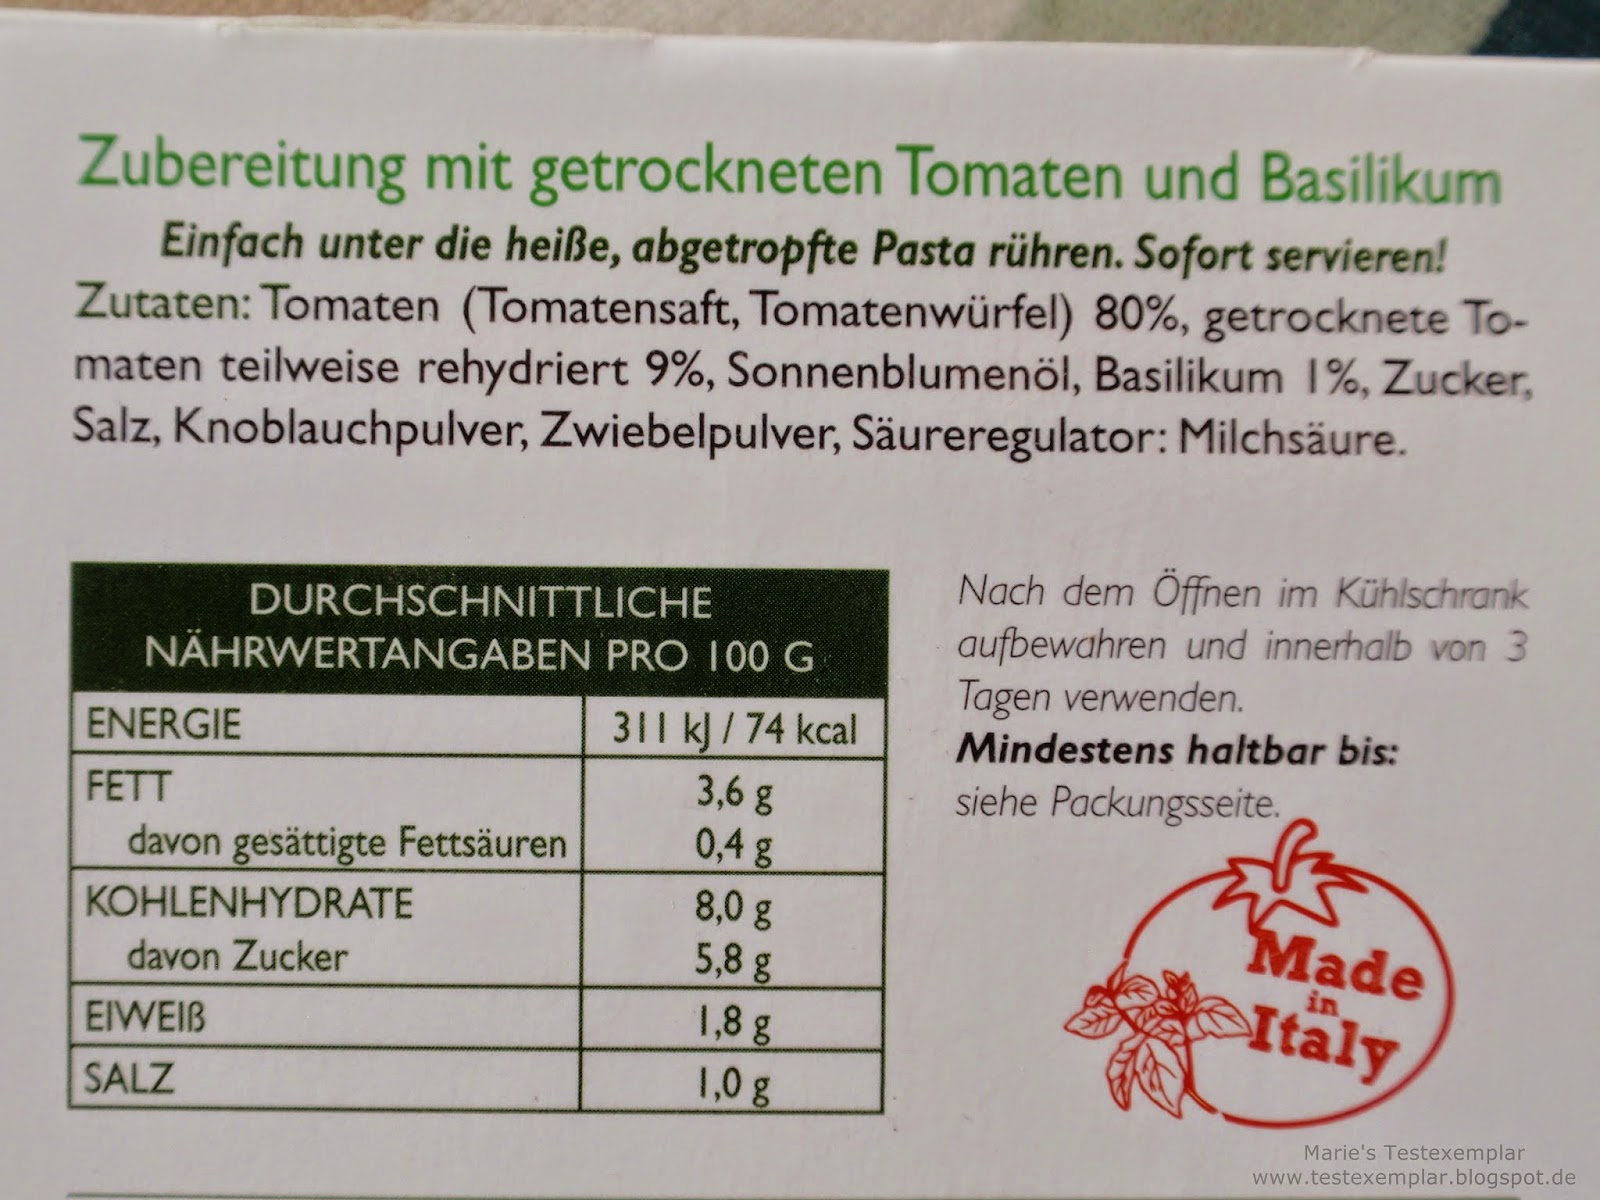 Zubereitung mit getrockneten Tomaten und Basilikum
Einfach unter die heiße, abgetropfte Pasta rühren. Sofort servieren!
Zutaten: Tomaten (Tomatensaft, Tomatenwürfel) 80%, getrocknete To-
maten teilweise rehydriert 9%, Sonnenblumenöl, Basilikum 1%, Zucker,
Salz, Knoblauchpulver, Zwiebelpulver, Säureregulator: Milchsäure.
DURCHSCHNITTLICHE
NÄHRWERTANGABEN PRO 100 G
ENERGIE 311 kJ / 74 kcal
FETT 3,6 g
davon gesättigte Fettsäuren 0,4 g
KOHLENHYDRATE 8,0 g
davon Zucker 5,8 g
EIWEIß 1,8 g
SALZ 1,0 g
Nach dem Öffnen im Kühlschrank
aufbewahren und innerhalb von 3
Tagen verwenden.
Mindestens haltbar bis:
siehe Packungsseite.
Made
in
Italy
Marie's Testexemplar
www.testexemplar.blogspot.de